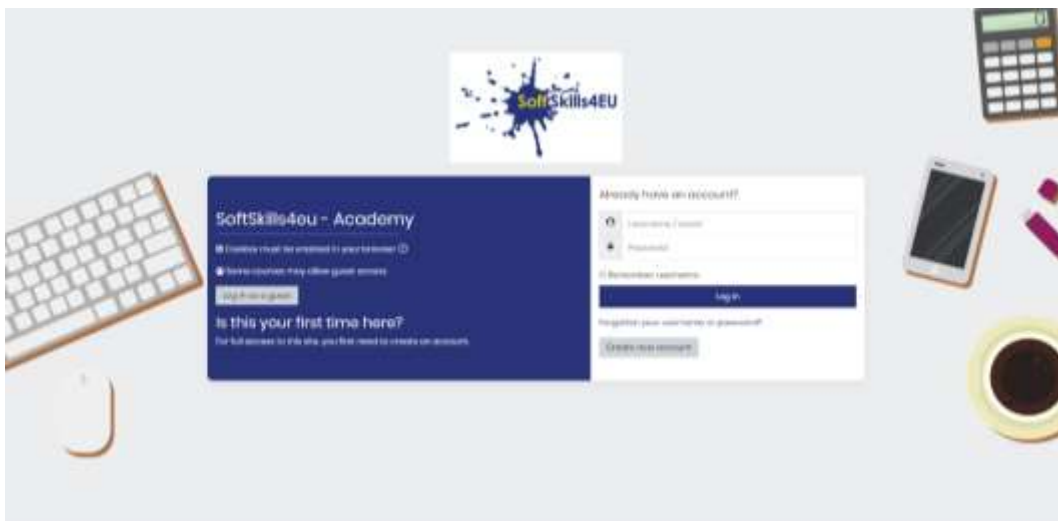 SoftSkills4EU
SoftSkills4eu - Academy
Cookies must be enabled in your browser
Some courses may allow guest access
Log in as a guest
Is this your first time here?
For full access to this site, you first need to create an account.
Already have an account?
Username / email
Password
Remember username
Log in
Forgotten your username or password?
Create new account
0